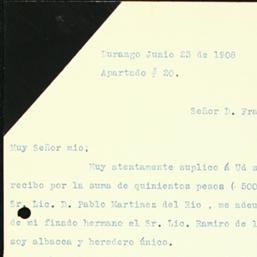 Durango Junio 23 de 1908
Apartado # 20.
Señor D. Fra
Muy Señor mio;
Muy atentamente suplico á Ud s
recibo por la suma de quinientos pesos ( 500
Sr. Lic. D. Pablo Martinez del Rio , me adeu
de mi finado hermano el Sr. Lic. Ramiro de l
soy albacea y heredero único.